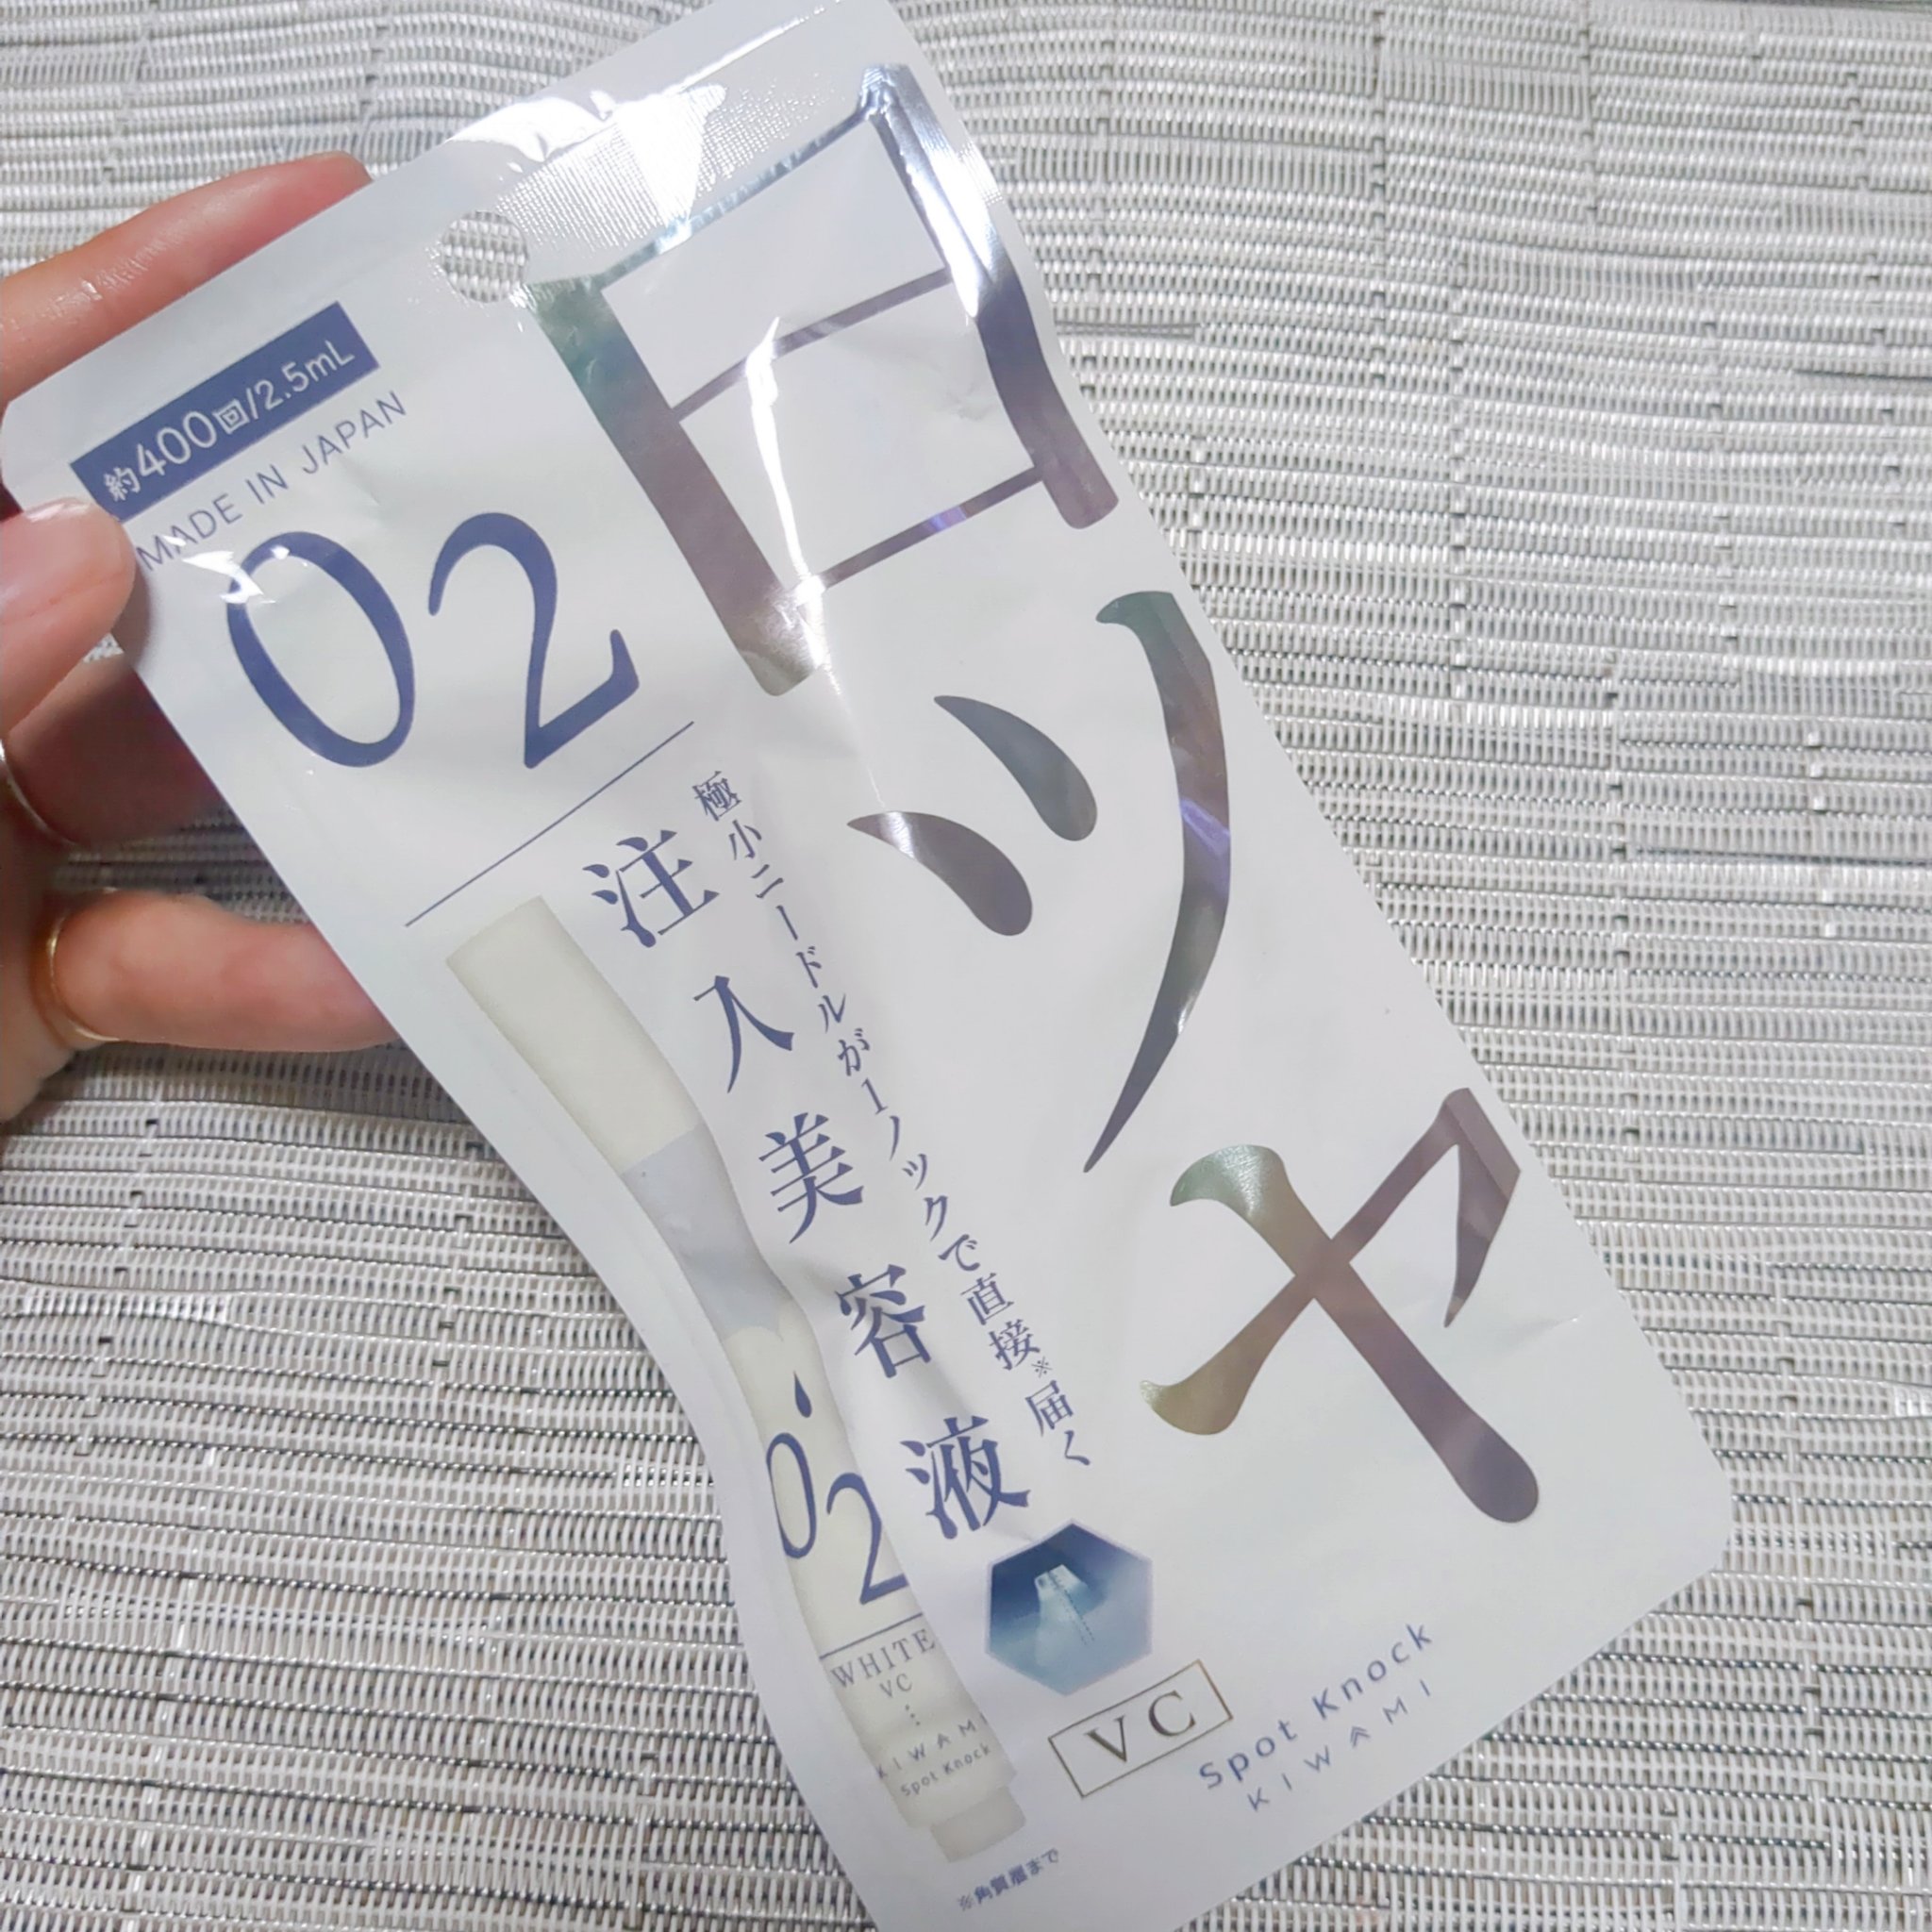 約400回/2.5mL
MADE IN JAPAN
02
白ツヤ
極小ニードルが1ノックで直接※届く
注入美容液
02
WHITE
VC
KIWAMI
Spot Knock
VC
Spot Knock
KIWAMI
※角質層まで